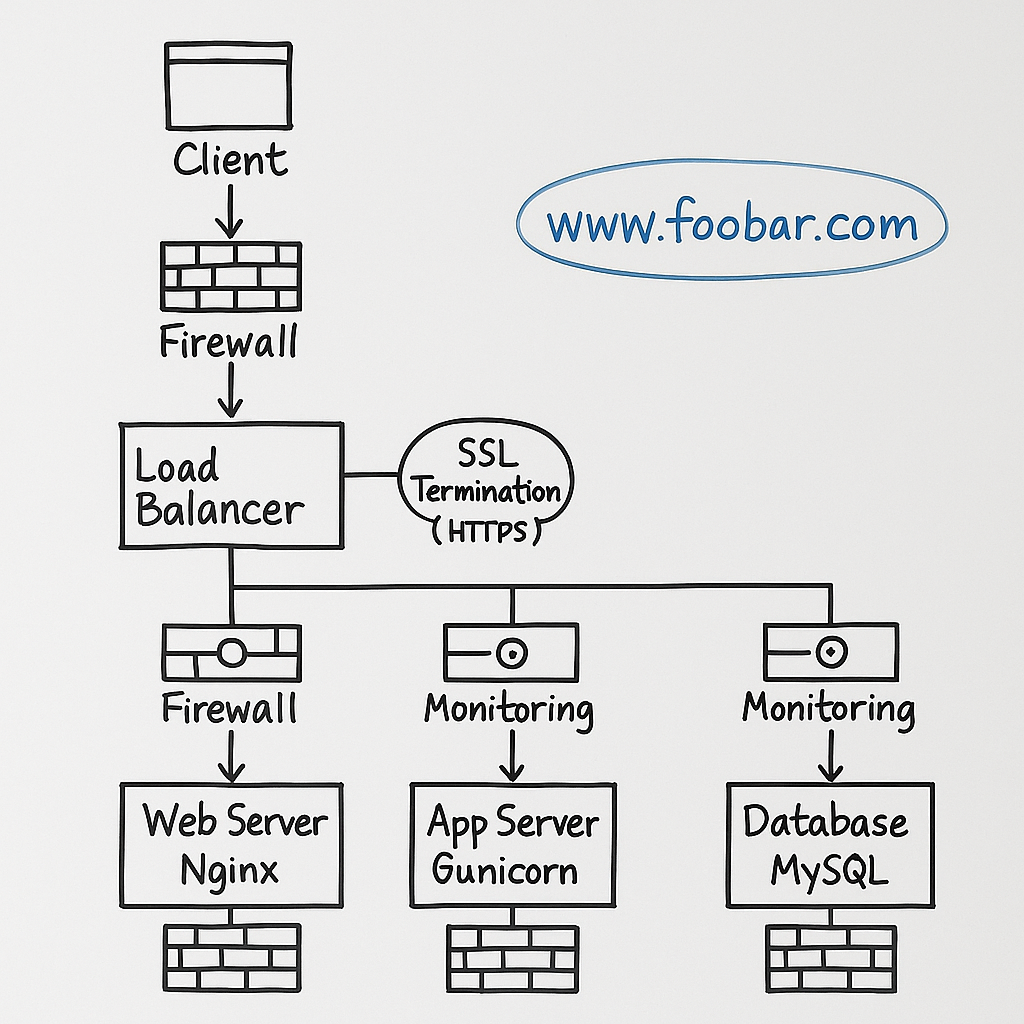 Client
www.foobar.com
Firewall
Load
Balancer
SSL
Termination
(HTTPS)
Firewall
Monitoring
Monitoring
Web Server
Nginx
App Server
Gunicorn
Database
MySQL